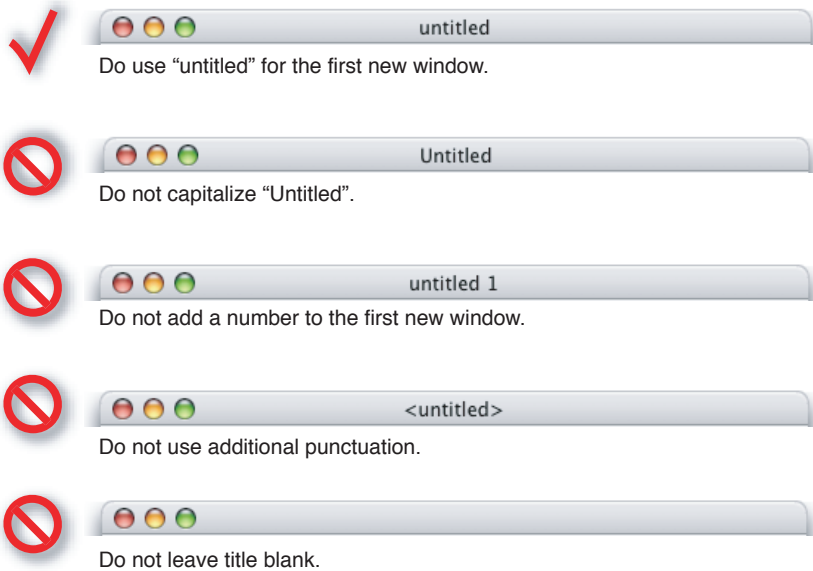 untitled
Do use “untitled” for the first new window.
Untitled
Do not capitalize “Untitled”.
untitled 1
Do not add a number to the first new window.
<untitled>
Do not use additional punctuation.
Do not leave title blank.